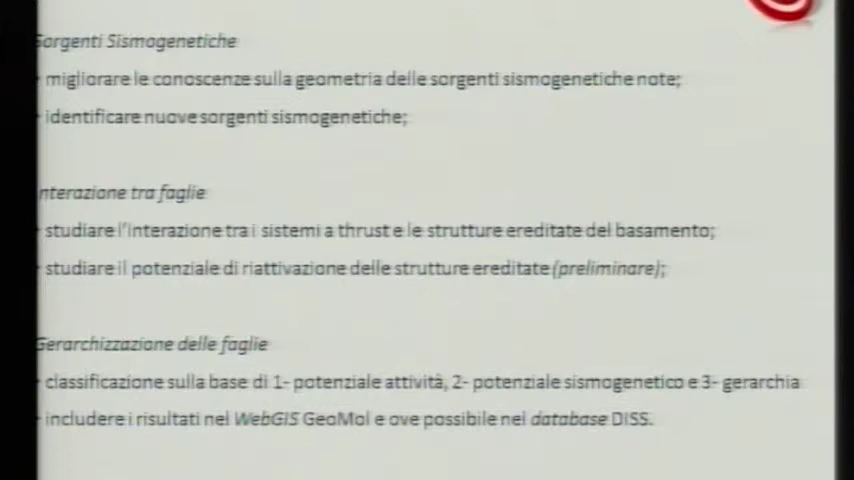 Sorgenti Sismogenetiche
- migliorare le conoscenze sulla geometria delle sorgenti sismogenetiche note;
- identificare nuove sorgenti sismogenetiche;
Interazione tra faglie
- studiare l'interazione tra i sistemi a thrust e le strutture ereditate del basamento;
- studiare il potenziale di riattivazione delle strutture ereditate (preliminare);
Gerarchizzazione delle faglie
- classificazione sulla base di 1- potenziale attività, 2- potenziale sismogenetico e 3- gerarchia
- includere i risultati nel WebGIS GeoMol e ove possibile nel database DISS.